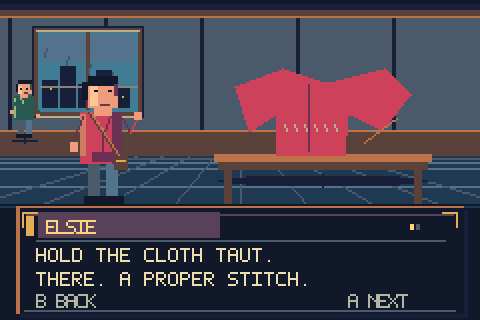 ELSIE
HOLD THE CLOTH TAUT.
THERE. A PROPER STITCH.
B BACK A NEXT